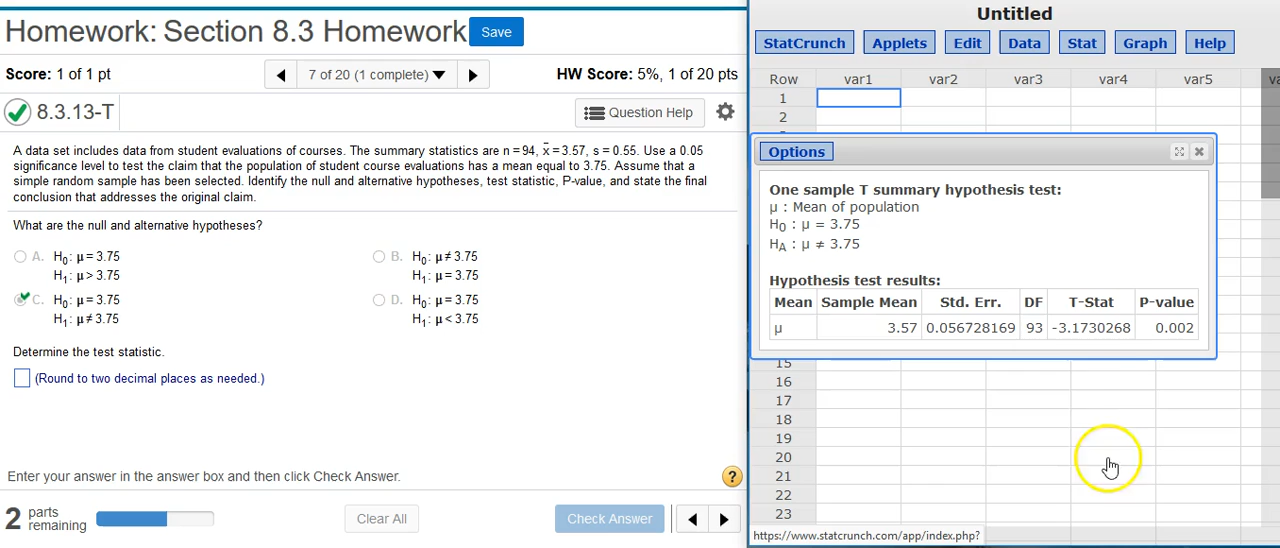 Homework: Section 8.3 Homework
Save
Score: 1 of 1 pt
7 of 20 (1 complete)
HW Score: 5%, 1 of 20 pts
8.3.13-T
Question Help
A data set includes data from student evaluations of courses. The summary statistics are n = 94, x̄ = 3.57, s = 0.55. Use a 0.05
significance level to test the claim that the population of student course evaluations has a mean equal to 3.75. Assume that a
simple random sample has been selected. Identify the null and alternative hypotheses, test statistic, P-value, and state the final
conclusion that addresses the original claim.
What are the null and alternative hypotheses?
A. H0: μ = 3.75
H1: μ > 3.75
B. H0: μ ≠ 3.75
H1: μ = 3.75
C. H0: μ = 3.75
H1: μ ≠ 3.75
D. H0: μ = 3.75
H1: μ < 3.75
Determine the test statistic.
(Round to two decimal places as needed.)
Enter your answer in the answer box and then click Check Answer.
?
2 parts
remaining
Clear All
Check Answer
Untitled
StatCrunch Applets Edit Data Stat Graph Help
Row var1 var2 var3 var4 var5
1
2
Options
One sample T summary hypothesis test:
μ : Mean of population
H0 : μ = 3.75
HA : μ ≠ 3.75
Hypothesis test results:
Mean Sample Mean Std. Err. DF T-Stat P-value
μ 3.57 0.056728169 93 -3.1730268 0.002
15
16
17
18
19
20
21
22
23
https://www.statcrunch.com/app/index.php?